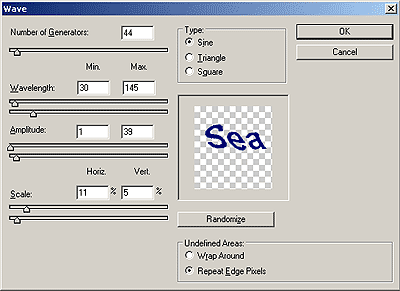 Wave
Number of Generators: 44
Min. Max.
Wavelength: 30 145
Amplitude: 1 39
Horiz. Vert.
Scale: 11 % 5 %
Type:
Sine
Triangle
Square
OK
Cancel
Sea
Randomize
Undefined Areas:
Wrap Around
Repeat Edge Pixels